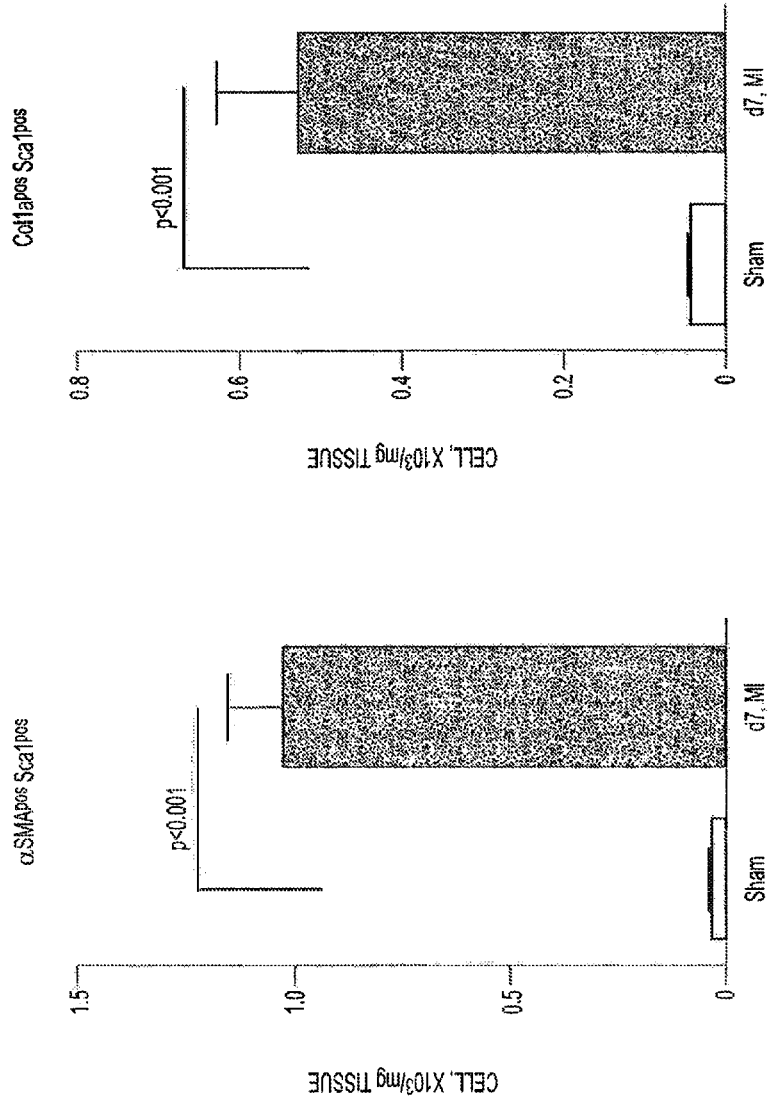 αSMAᵖᵒˢ Sca1ᵖᵒˢ
CELL, X10³/mg TISSUE
1.5
1.0
0.5
0
p<0.001
Sham
d7, MI
Col1aᵖᵒˢ Sca1ᵖᵒˢ
CELL, X10³/mg TISSUE
0.8
0.6
0.4
0.2
0
p<0.001
Sham
d7, MI